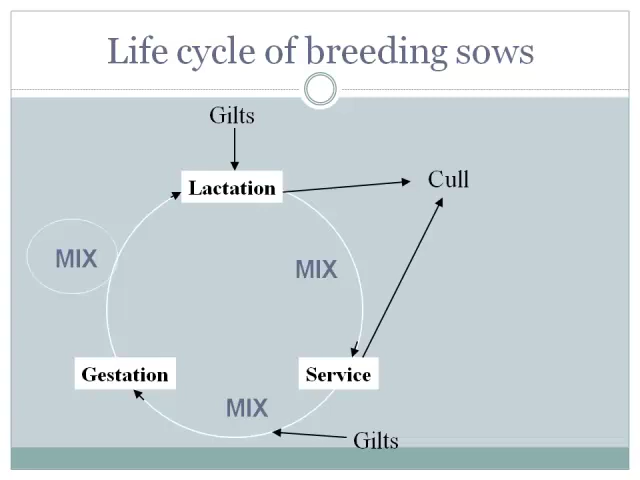 Life cycle of breeding sows
Gilts
Lactation
Cull
MIX
MIX
Gestation
Service
MIX
Gilts